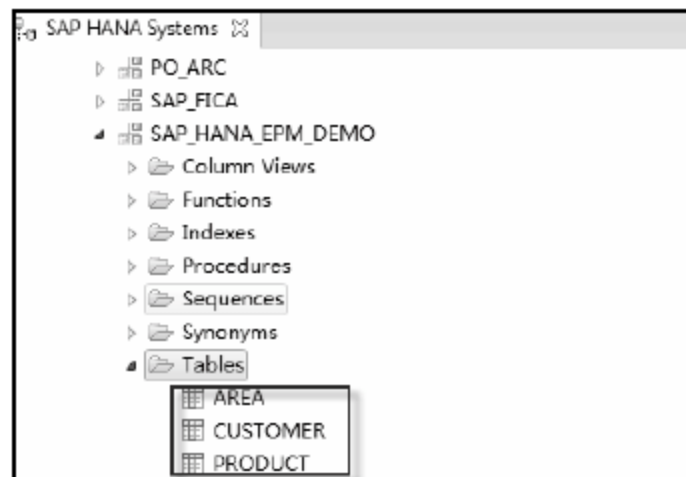 SAP HANA Systems
PO_ARC
SAP_FICA
SAP_HANA_EPM_DEMO
Column Views
Functions
Indexes
Procedures
Sequences
Synonyms
Tables
AREA
CUSTOMER
PRODUCT